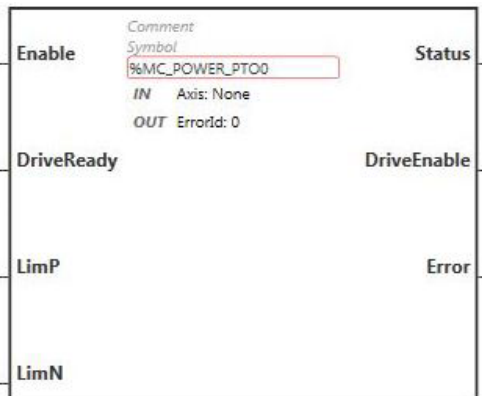 Comment
Enable
Symbol
Status
%MC_POWER_PTO0
IN Axis: None
OUT ErrorId: 0
DriveReady
DriveEnable
LimP
Error
LimN